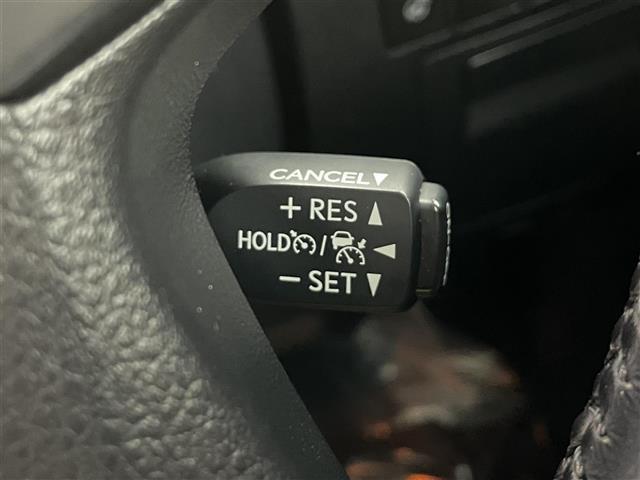 CANCEL▼
+ RES ▲
HOLD / ◀
− SET ▼